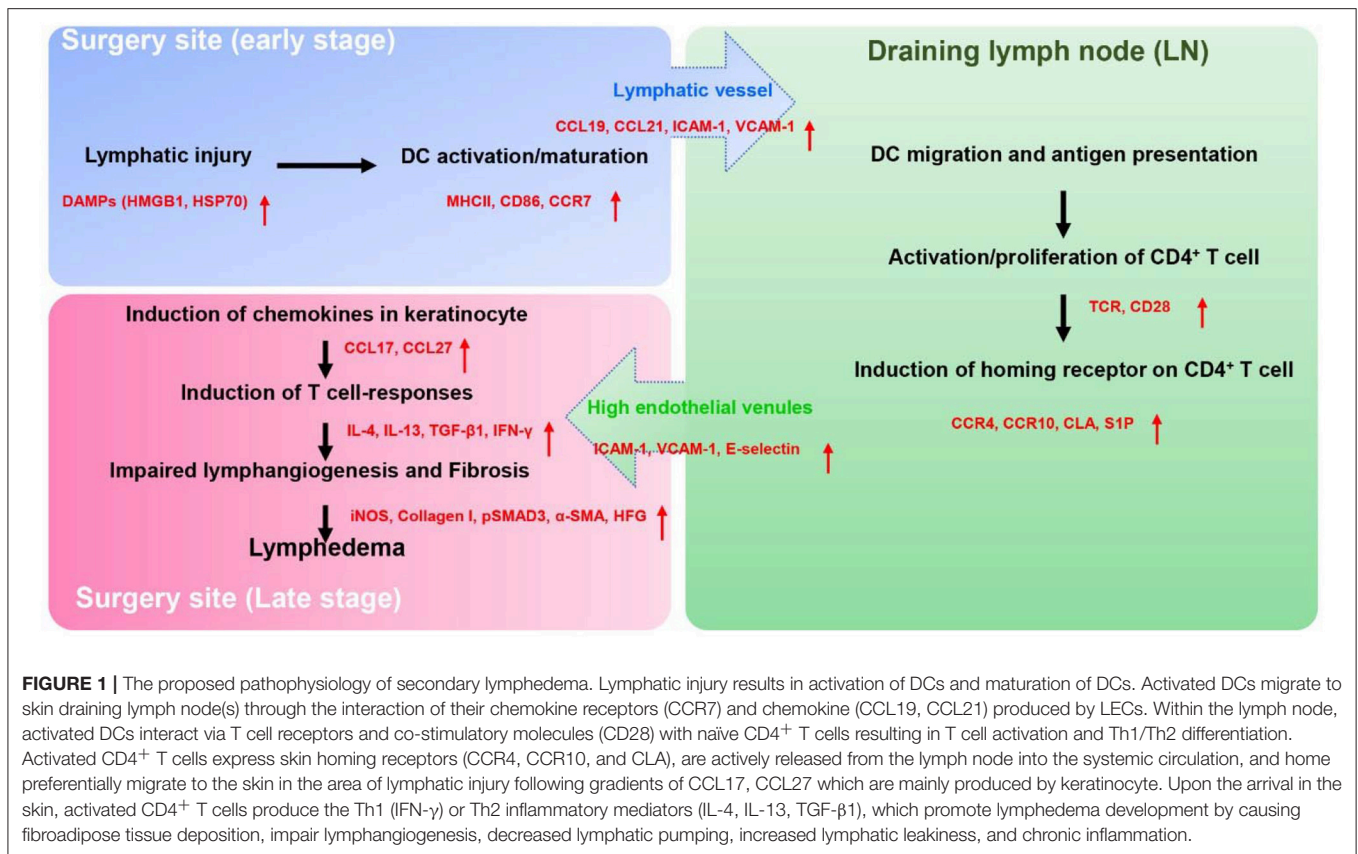 Surgery site (early stage)
Lymphatic injury
DAMPs (HMGB1, HSP70)
DC activation/maturation
MHCII, CD86, CCR7
Lymphatic vessel
CCL19, CCL21, ICAM-1, VCAM-1
Draining lymph node (LN)
DC migration and antigen presentation
Activation/proliferation of CD4+ T cell
TCR, CD28
Induction of homing receptor on CD4+ T cell
CCR4, CCR10, CLA, S1P
High endothelial venules
ICAM-1, VCAM-1, E-selectin
Induction of chemokines in keratinocyte
CCL17, CCL27
Induction of T cell-responses
IL-4, IL-13, TGF-β1, IFN-γ
Impaired lymphangiogenesis and Fibrosis
iNOS, Collagen I, pSMAD3, α-SMA, HFG
Lymphedema
Surgery site (Late stage)
FIGURE 1 | The proposed pathophysiology of secondary lymphedema. Lymphatic injury results in activation of DCs and maturation of DCs. Activated DCs migrate to
skin draining lymph node(s) through the interaction of their chemokine receptors (CCR7) and chemokine (CCL19, CCL21) produced by LECs. Within the lymph node,
activated DCs interact via T cell receptors and co-stimulatory molecules (CD28) with naïve CD4+ T cells resulting in T cell activation and Th1/Th2 differentiation.
Activated CD4+ T cells express skin homing receptors (CCR4, CCR10, and CLA), are actively released from the lymph node into the systemic circulation, and home
preferentially migrate to the skin in the area of lymphatic injury following gradients of CCL17, CCL27 which are mainly produced by keratinocyte. Upon the arrival in the
skin, activated CD4+ T cells produce the Th1 (IFN-γ) or Th2 inflammatory mediators (IL-4, IL-13, TGF-β1), which promote lymphedema development by causing
fibroadipose tissue deposition, impair lymphangiogenesis, decreased lymphatic pumping, increased lymphatic leakiness, and chronic inflammation.